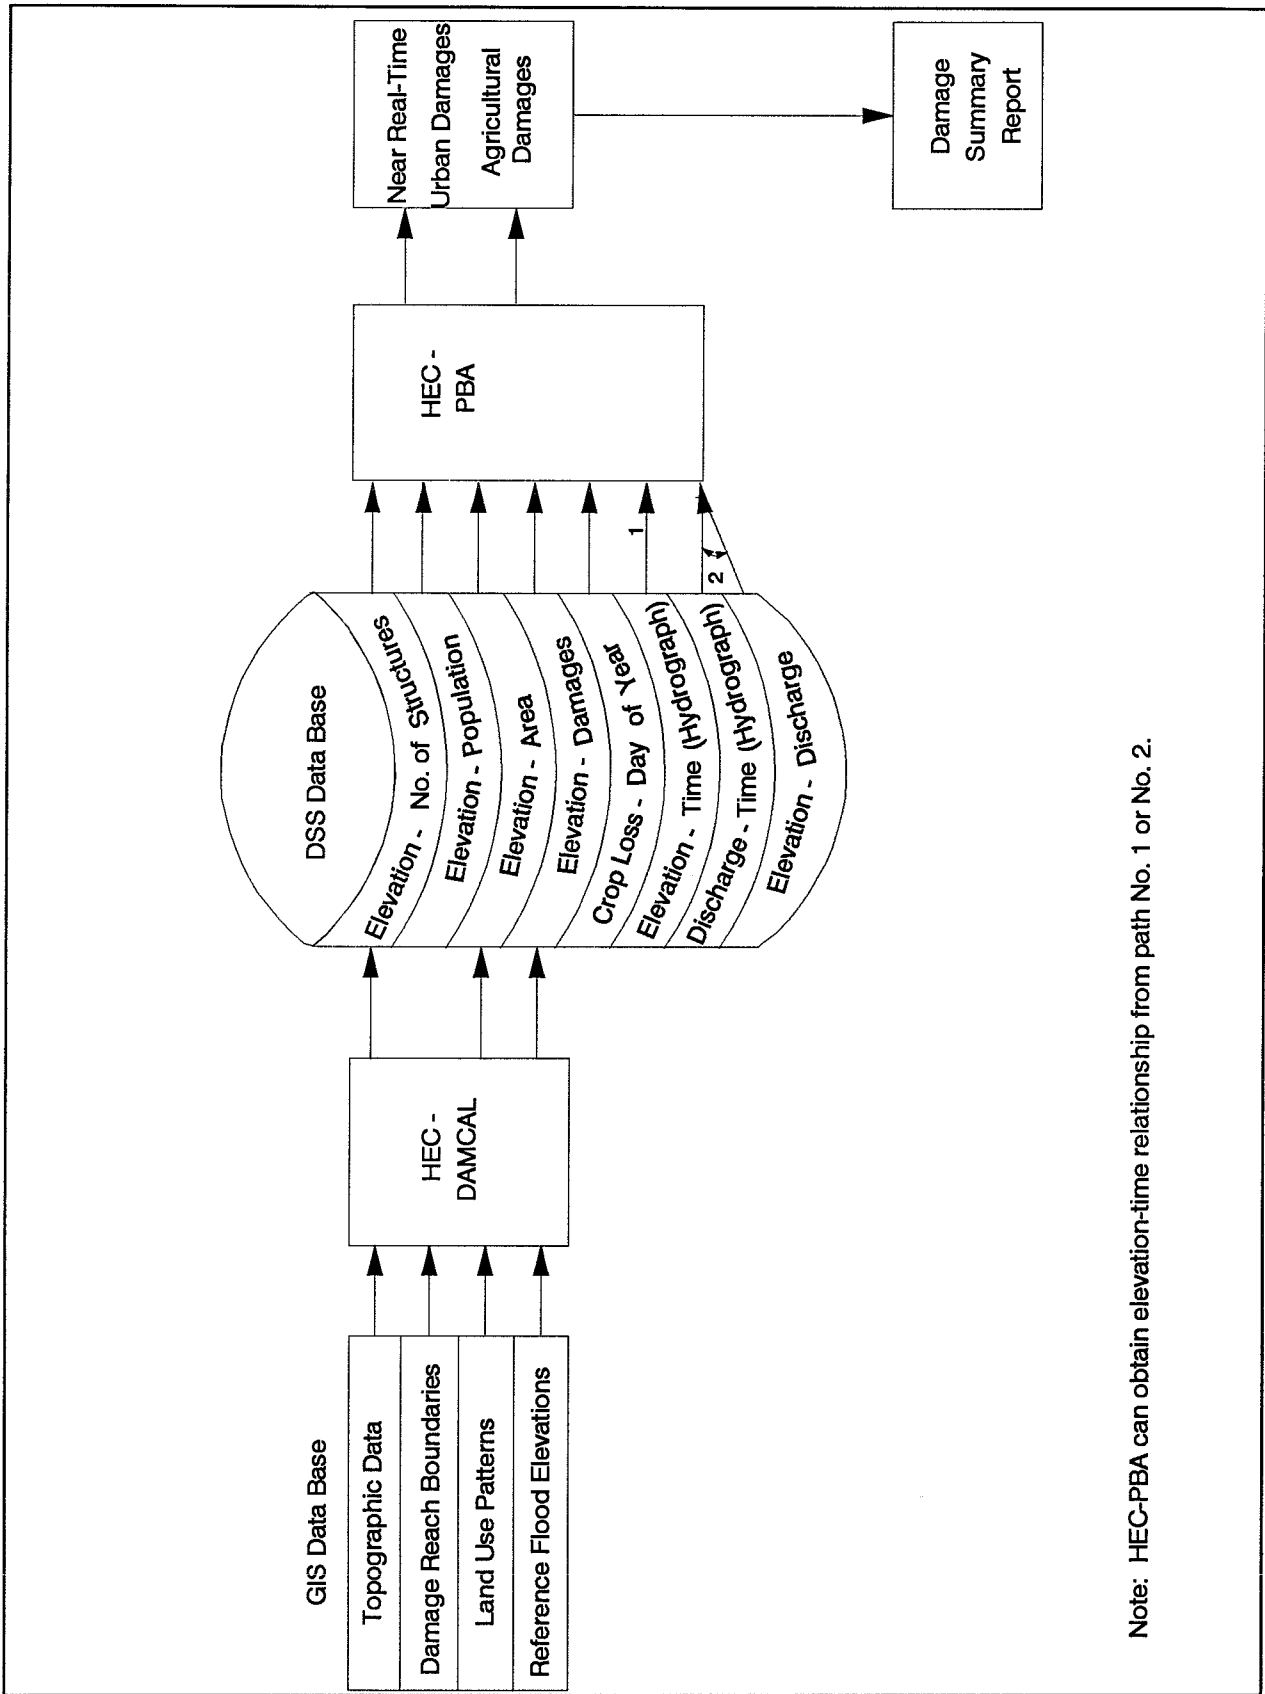 GIS Data Base
Topographic Data
Damage Reach Boundaries
Land Use Patterns
Reference Flood Elevations
HEC -
DAMCAL
DSS Data Base
Elevation - No. of Structures
Elevation - Population
Elevation - Area
Elevation - Damages
Crop Loss - Day of Year
Elevation - Time (Hydrograph)
Discharge - Time (Hydrograph)
Elevation - Discharge
1
2
HEC -
PBA
Near Real-Time
Urban Damages
Agricultural
Damages
Damage
Summary
Report
Note: HEC-PBA can obtain elevation-time relationship from path No. 1 or No. 2.